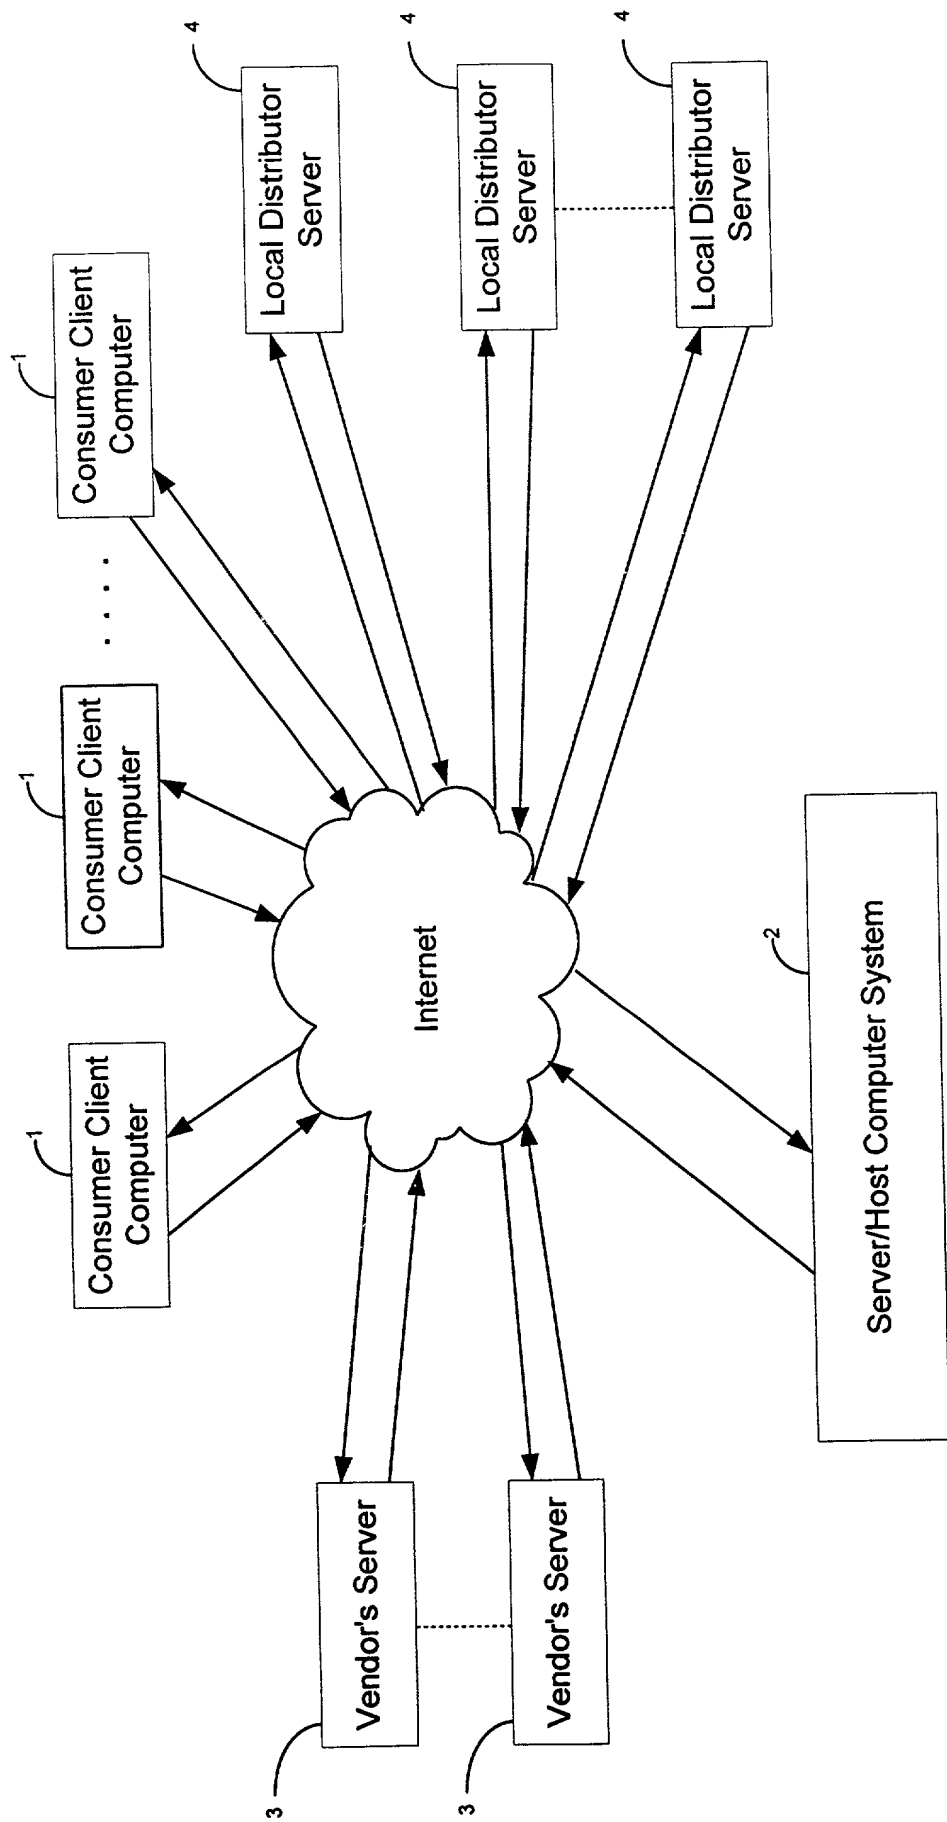 1
Consumer Client
Computer
1
Consumer Client
Computer
. . . .
1
Consumer Client
Computer
4
Local Distributor
Server
4
Local Distributor
Server
4
Local Distributor
Server
Internet
3
Vendor's Server
3
Vendor's Server
2
Server/Host Computer System